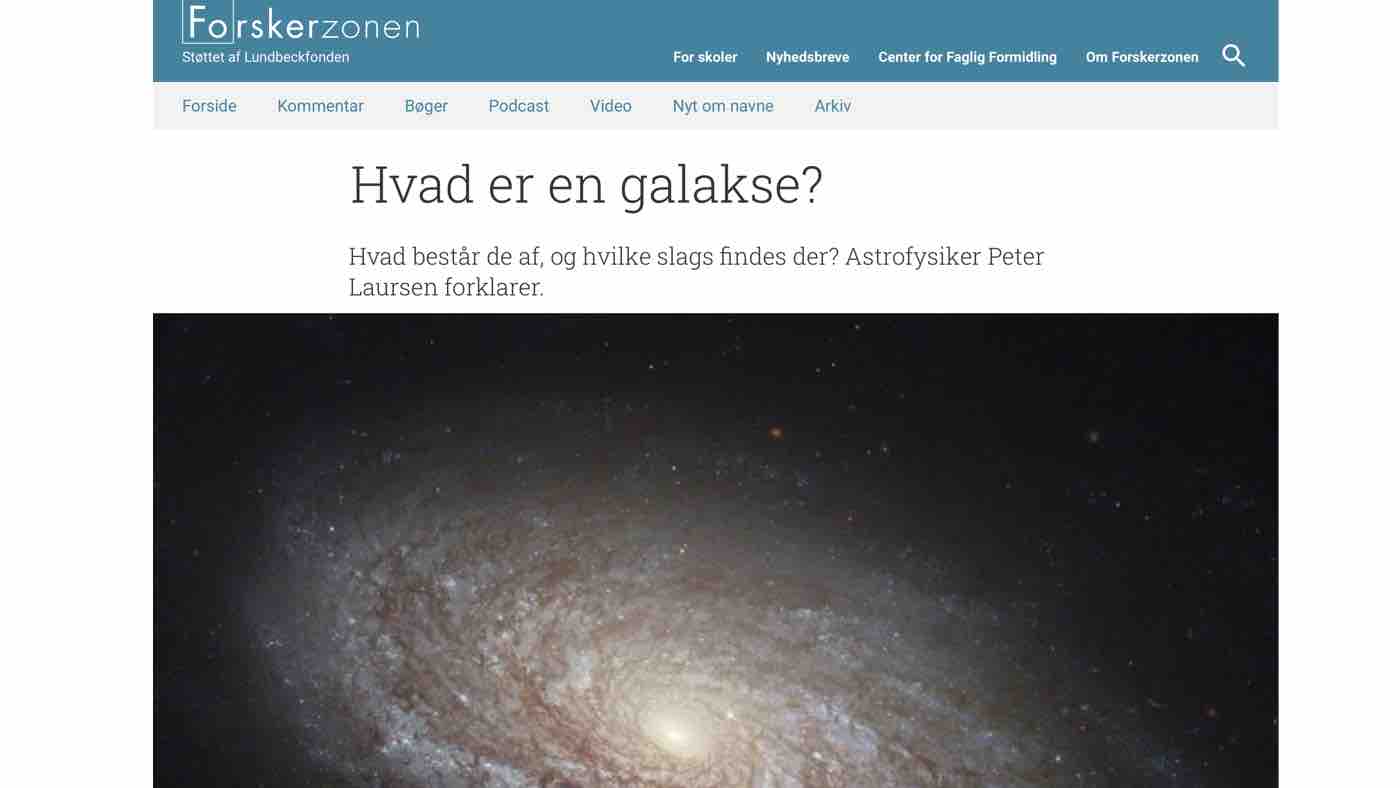 Forskerzonen
Støttet af Lundbeckfonden
For skoler Nyhedsbreve Center for Faglig Formidling Om Forskerzonen
Forside Kommentar Bøger Podcast Video Nyt om navne Arkiv
Hvad er en galakse?
Hvad består de af, og hvilke slags findes der? Astrofysiker Peter
Laursen forklarer.